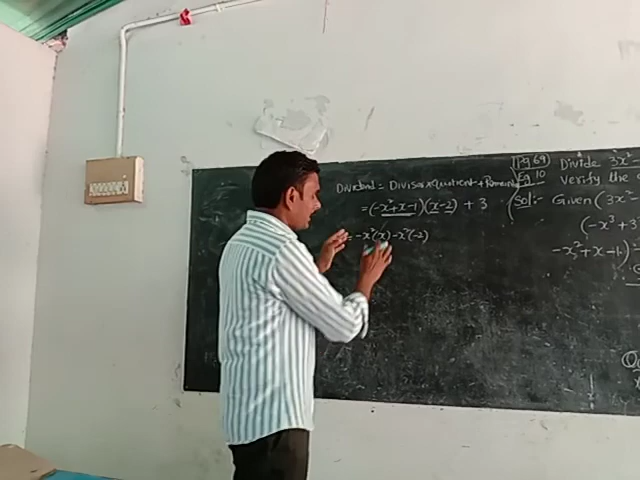 Dividend = Divisor x quotient + Remain
= (-x²+x-1)(x-2) + 3
= -x²(x) -x²(-2)
Pg 69 Divide 3x²-
Eg 10 Verify the
Sol:- Given (3x²-
(-x³+3
-x²+x-1)